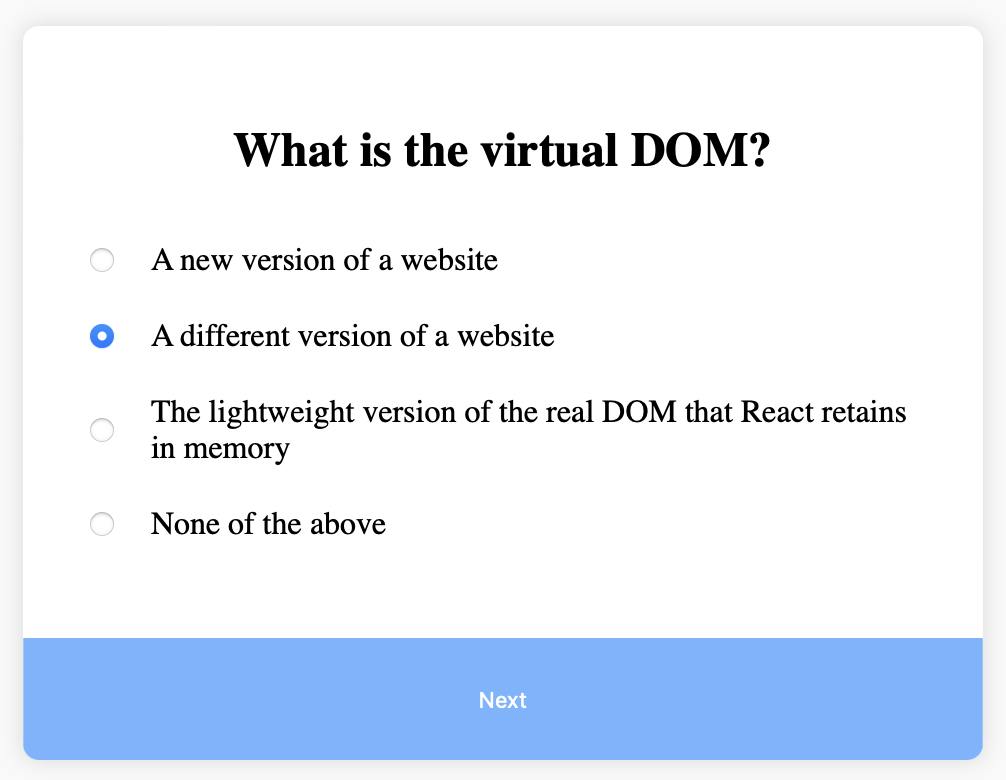 What is the virtual DOM?
A new version of a website
A different version of a website
The lightweight version of the real DOM that React retains
in memory
None of the above
Next